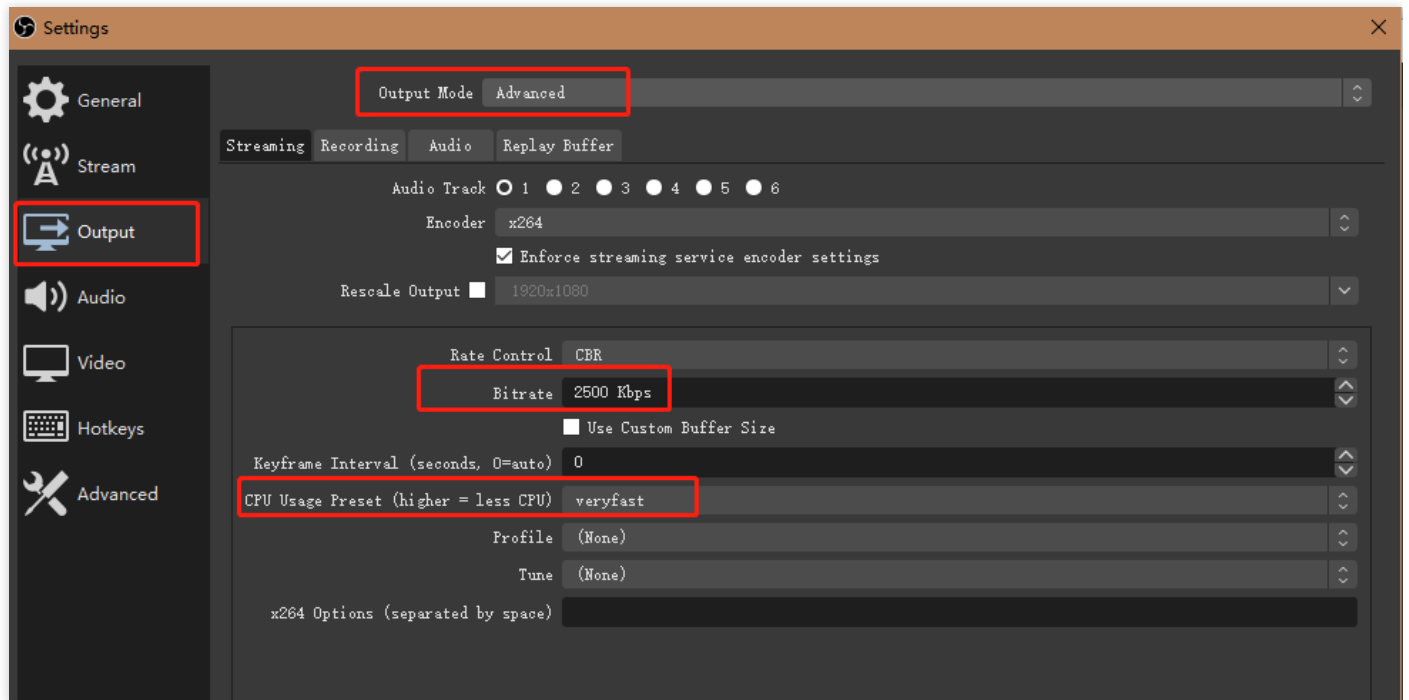 Settings
General
Stream
Output
Audio
Video
Hotkeys
Advanced
Output Mode Advanced
Streaming Recording Audio Replay Buffer
Audio Track 1 2 3 4 5 6
Encoder x264
Enforce streaming service encoder settings
Rescale Output 1920x1080
Rate Control CBR
Bitrate 2500 Kbps
Use Custom Buffer Size
Keyframe Interval (seconds, 0=auto) 0
CPU Usage Preset (higher = less CPU) veryfast
Profile (None)
Tune (None)
x264 Options (separated by space)